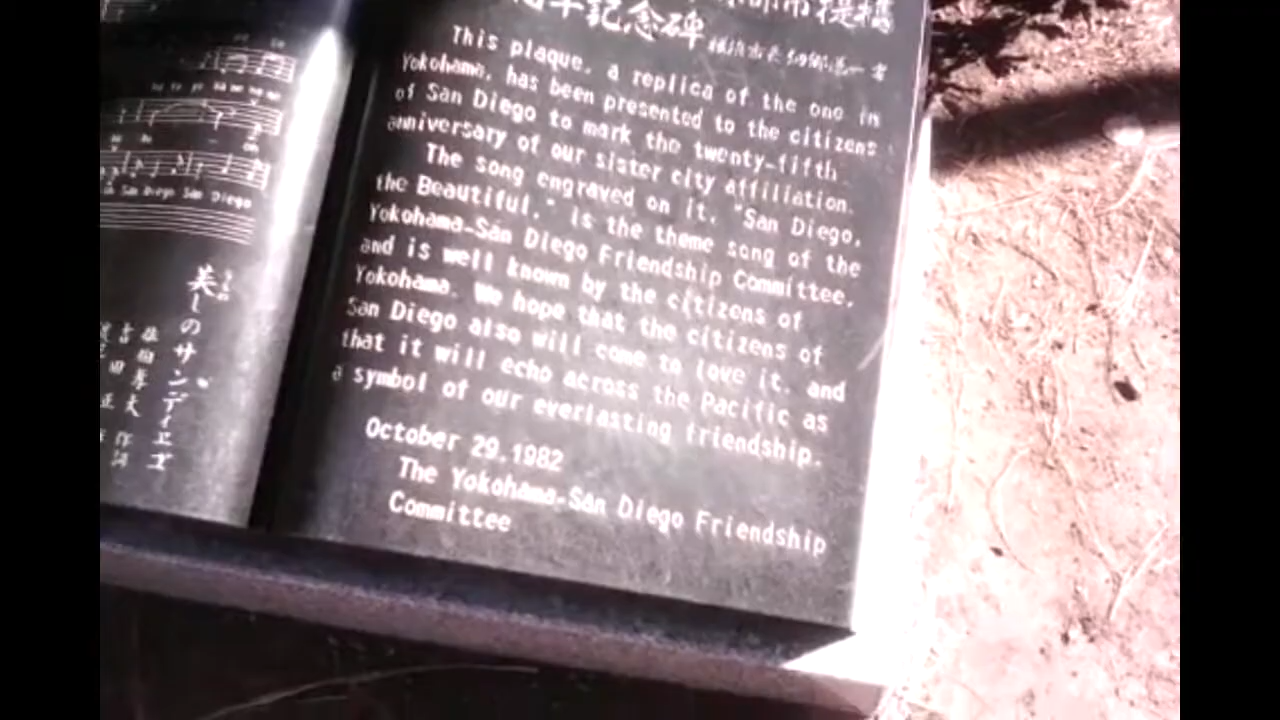 周年記念碑
This plaque, a replica of the one in
Yokohama, has been presented to the citizens
of San Diego to mark the twenty-fifth
anniversary of our sister city affiliation.
The song engraved on it, "San Diego,
the Beautiful," is the theme song of the
Yokohama-San Diego Friendship Committee,
and is well known by the citizens of
Yokohama. We hope that the citizens of
San Diego also will come to love it, and
that it will echo across the Pacific as
a symbol of our everlasting friendship.
October 29,1982
The Yokohama-San Diego Friendship
Committee
San Diego San Diego
美しのサンディエゴ